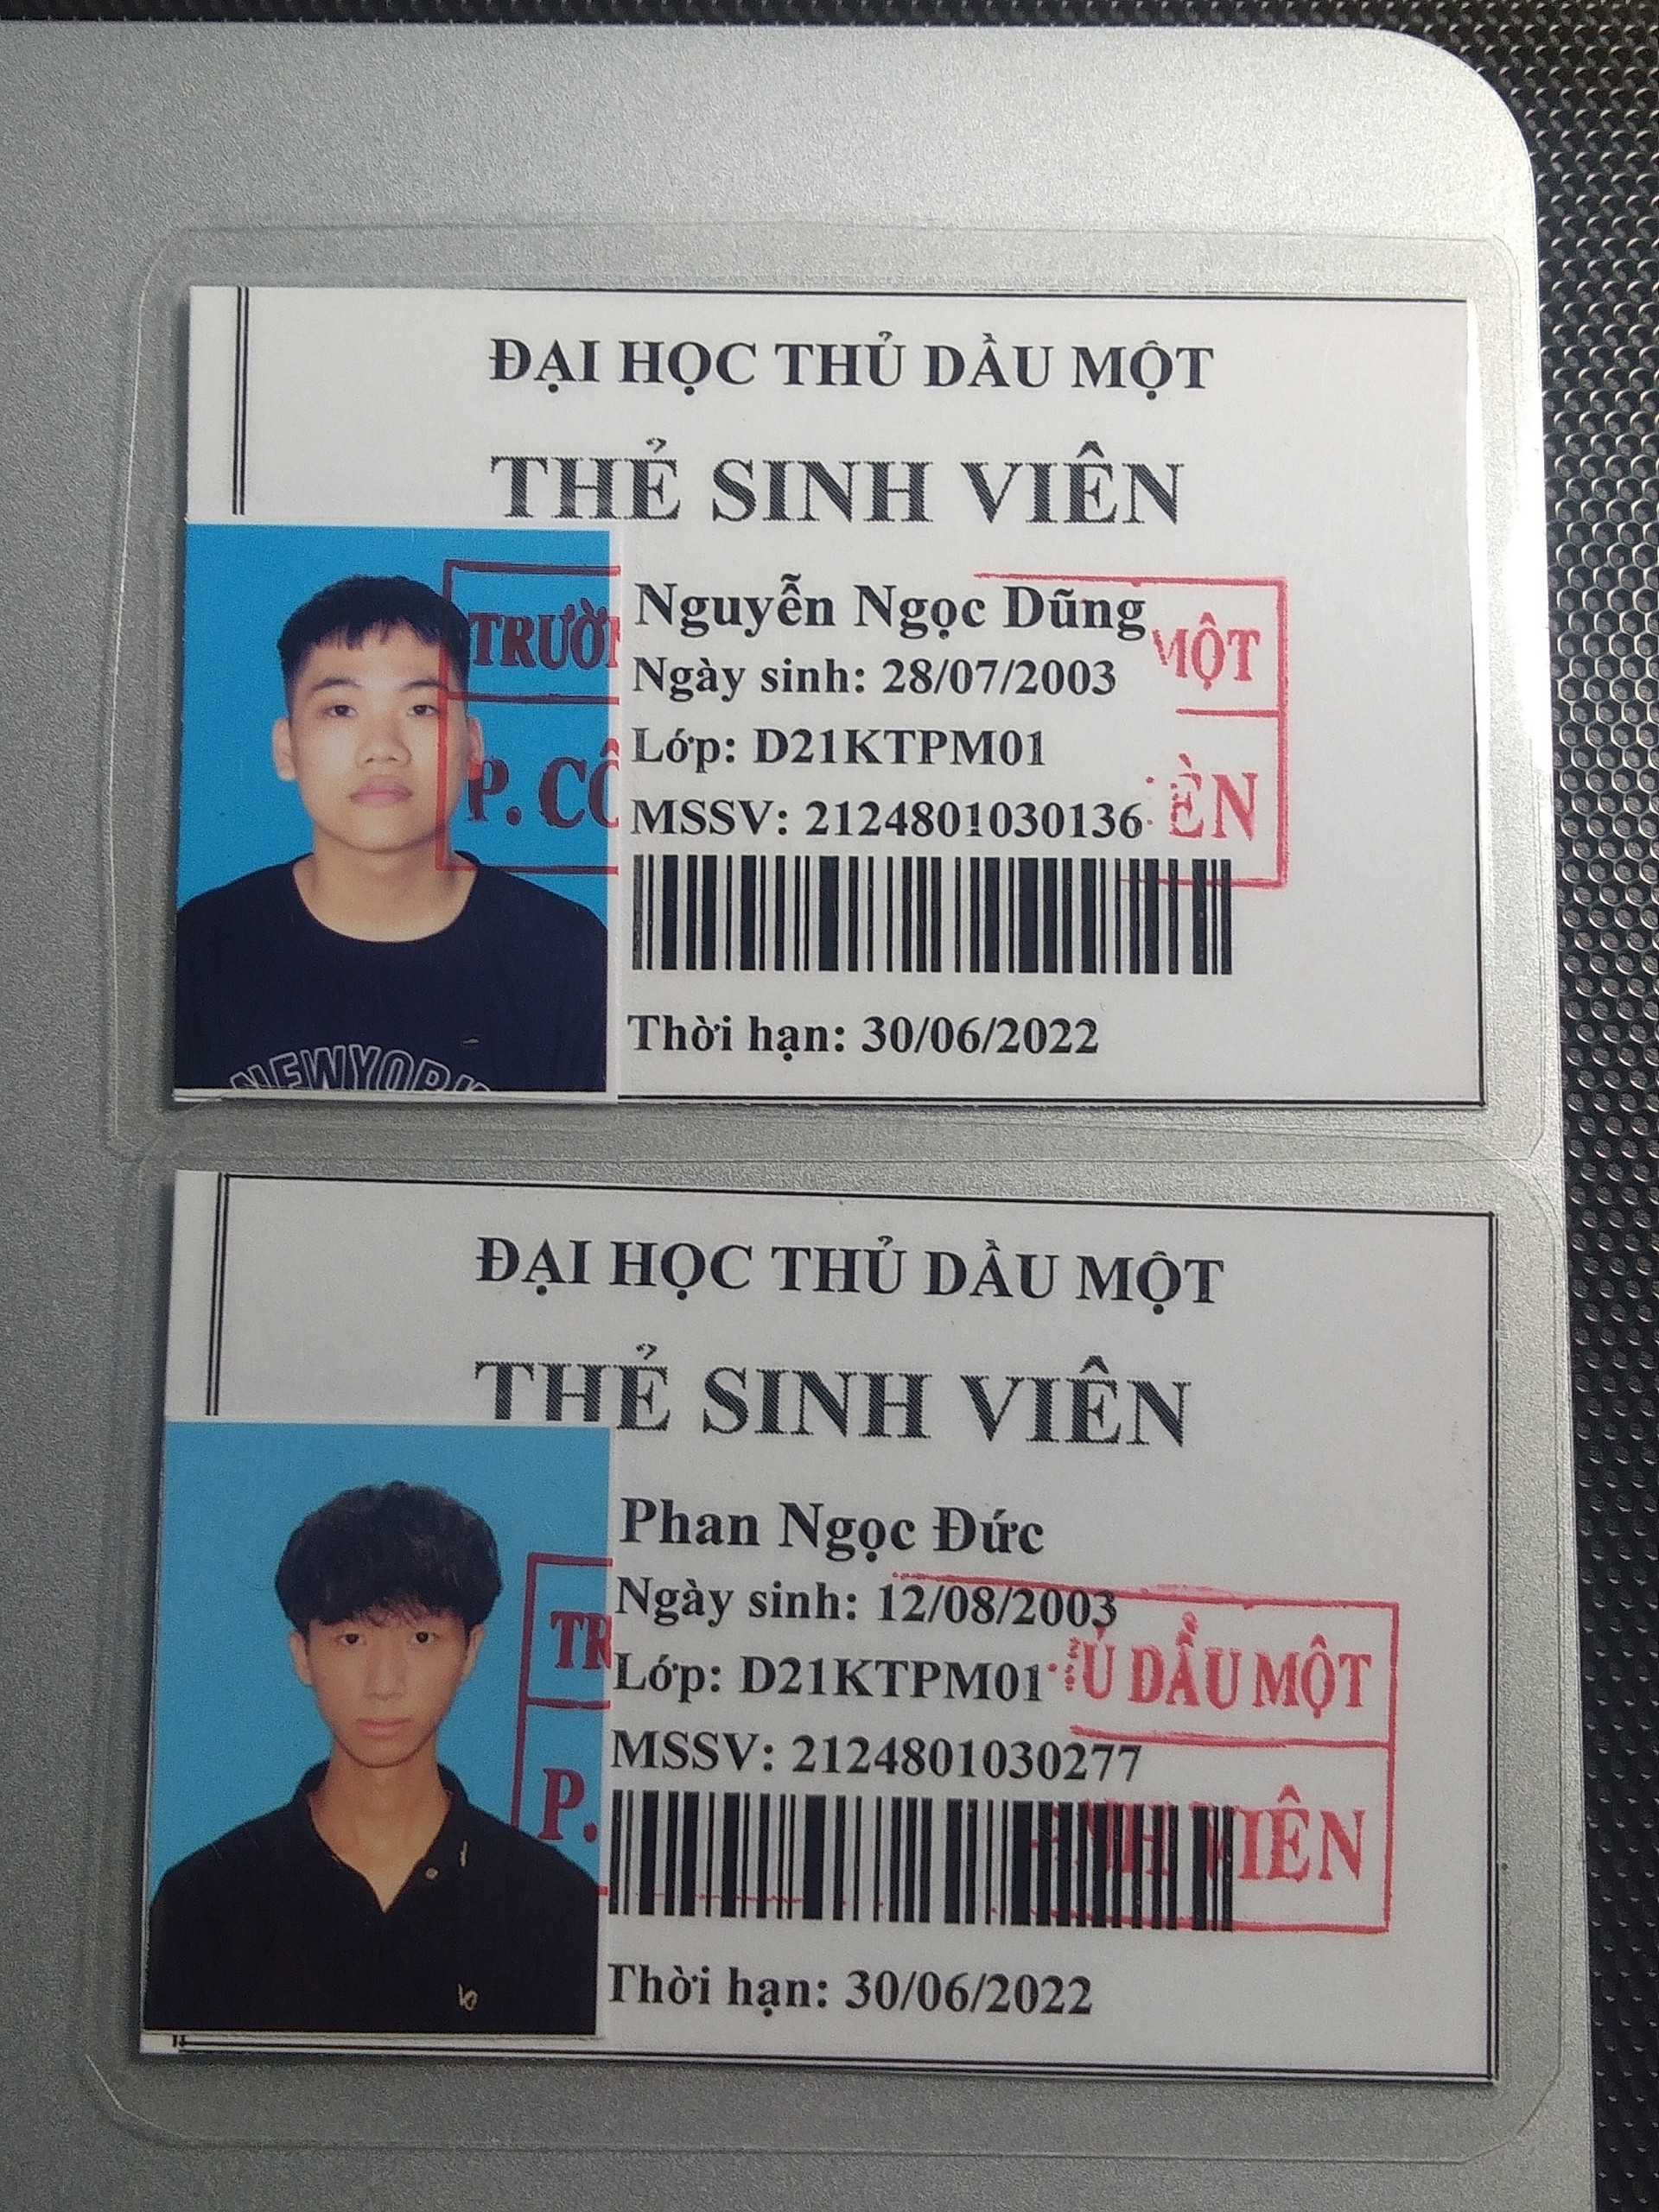 ĐẠI HỌC THỦ DẦU MỘT
THẺ SINH VIÊN
TRƯỜN
MỘT
Nguyễn Ngọc Dũng
Ngày sinh: 28/07/2003
Lớp: D21KTPM01
P. CÔ
MSSV: 2124801030136
Thời hạn: 30/06/2022
NEWYORK
ĐẠI HỌC THỦ DẦU MỘT
THẺ SINH VIÊN
Phan Ngọc Đức
Ngày sinh: 12/08/2003
TR
Lớp: D21KTPM01
DẦU MỘT
MSSV: 2124801030277
P.
VIÊN
Thời hạn: 30/06/2022